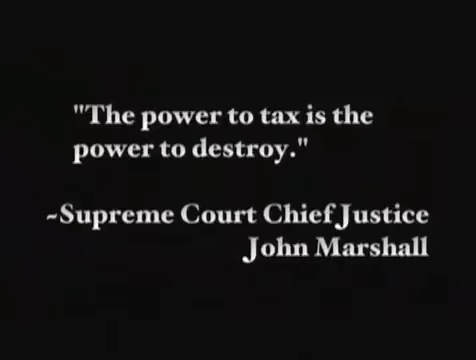 "The power to tax is the
power to destroy."
~Supreme Court Chief Justice
John Marshall